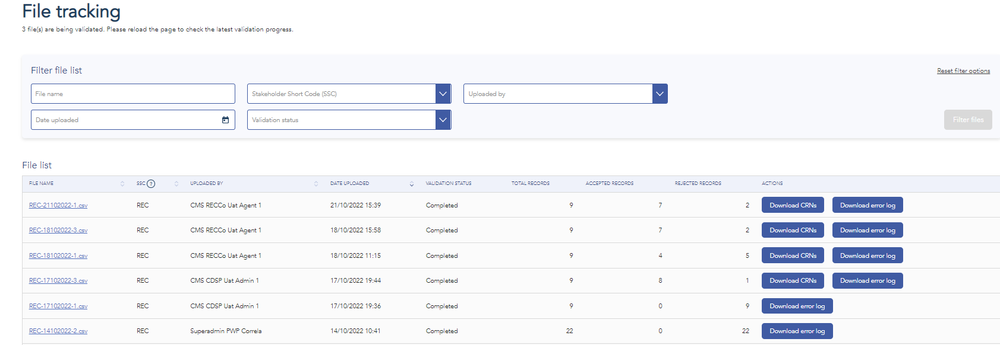 File tracking
3 file(s) are being validated. Please reload the page to check the latest validation progress.
Filter file list
Reset filter options
File name
Stakeholder Short Code (SSC)
Uploaded by
Date uploaded
Validation status
Filter files
File list
FILE NAME SSC ? UPLOADED BY DATE UPLOADED VALIDATION STATUS TOTAL RECORDS ACCEPTED RECORDS REJECTED RECORDS ACTIONS
REC-21102022-1.csv REC CMS RECCo Uat Agent 1 21/10/2022 15:39 Completed 9 7 2 Download CRNs Download error log
REC-18102022-3.csv REC CMS RECCo Uat Agent 1 18/10/2022 15:58 Completed 9 7 2 Download CRNs Download error log
REC-18102022-1.csv REC CMS RECCo Uat Agent 1 18/10/2022 11:15 Completed 9 4 5 Download CRNs Download error log
REC-17102022-3.csv REC CMS CDSP Uat Admin 1 17/10/2022 19:44 Completed 9 8 1 Download CRNs Download error log
REC-17102022-1.csv REC CMS CDSP Uat Admin 1 17/10/2022 19:36 Completed 9 0 9 Download error log
REC-14102022-2.csv REC Superadmin PWP Correla 14/10/2022 10:41 Completed 22 0 22 Download error log